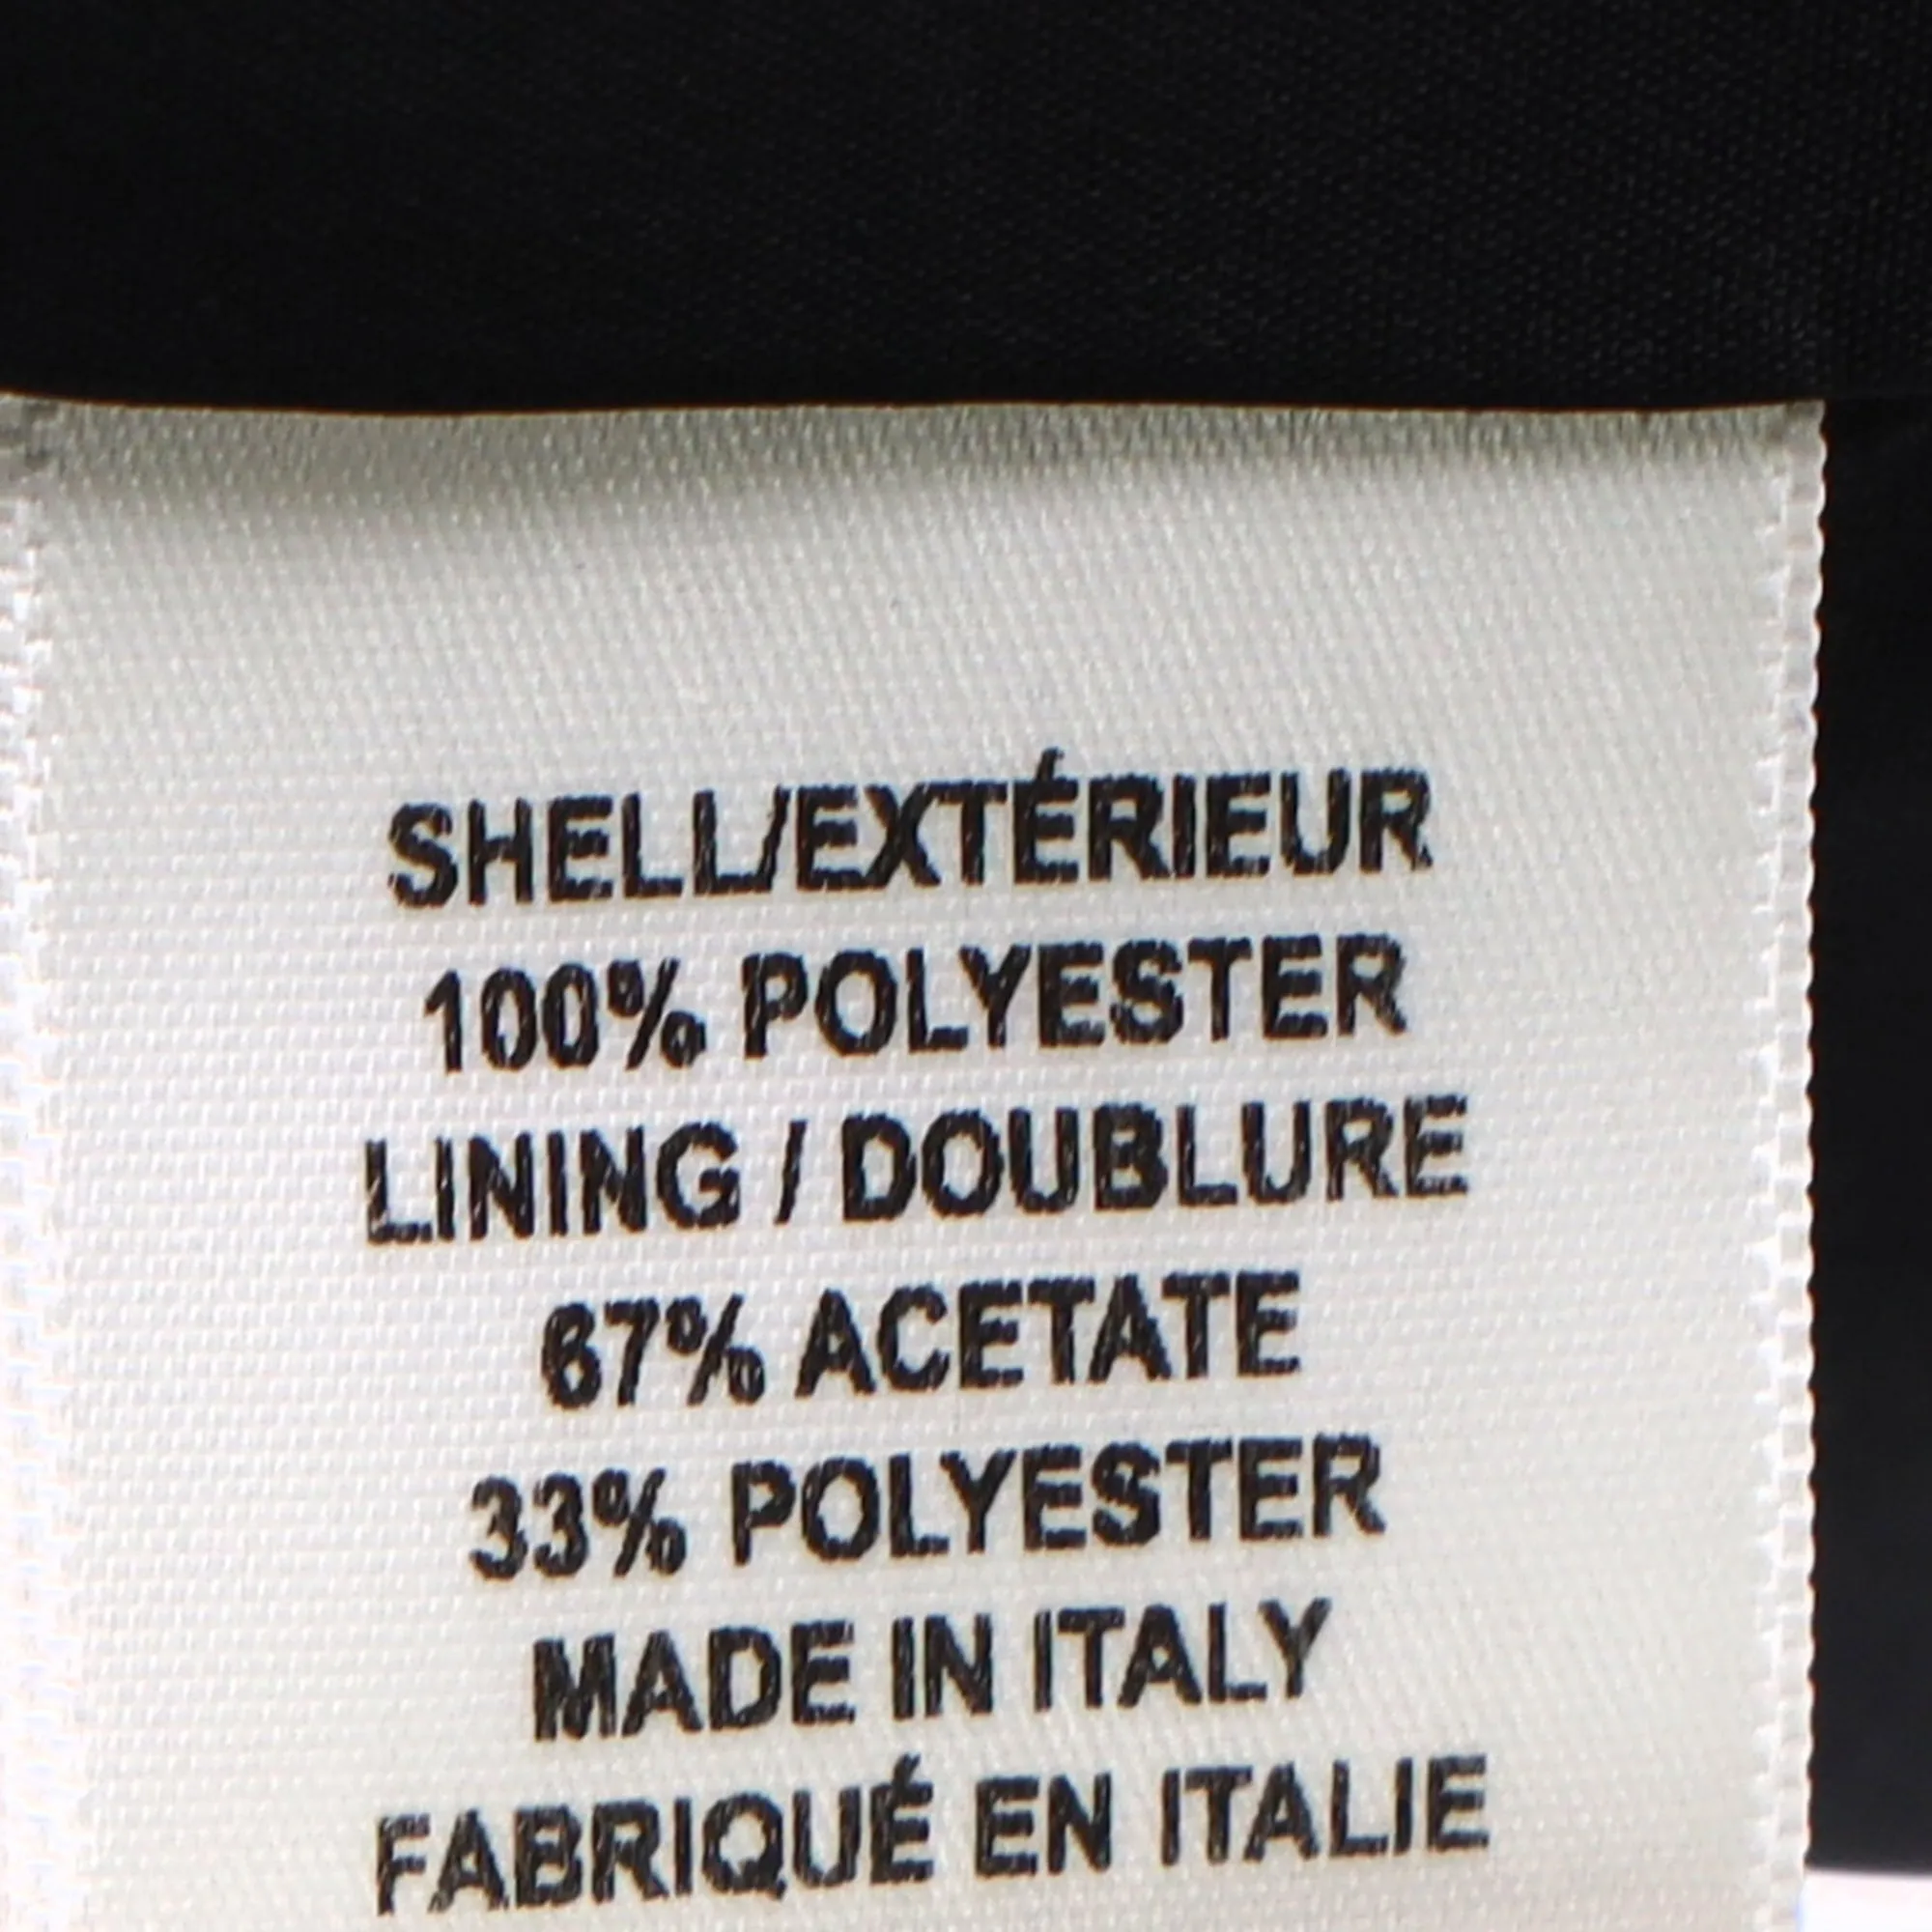 SHELL/EXTÉRIEUR
100% POLYESTER
LINING / DOUBLURE
67% ACETATE
33% POLYESTER
MADE IN ITALY
FABRIQUÉ EN ITALIE